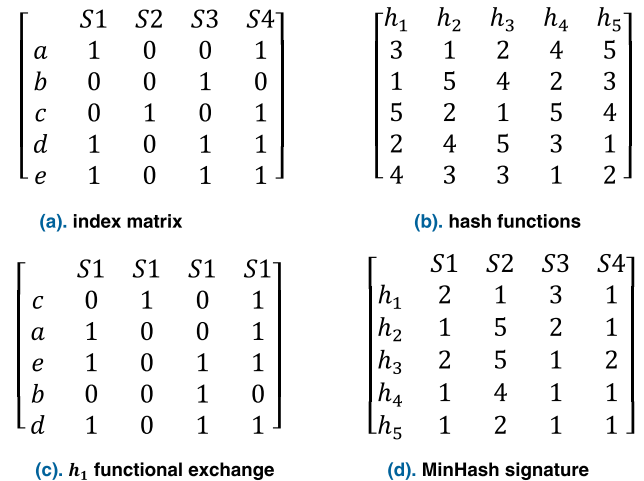 S1 S2 S3 S4
a 1 0 0 1
b 0 0 1 0
c 0 1 0 1
d 1 0 1 1
e 1 0 1 1
(a). index matrix
h₁ h₂ h₃ h₄ h₅
3 1 2 4 5
1 5 4 2 3
5 2 1 5 4
2 4 5 3 1
4 3 3 1 2
(b). hash functions
S1 S1 S1 S1
c 0 1 0 1
a 1 0 0 1
e 1 0 1 1
b 0 0 1 0
d 1 0 1 1
(c). h₁ functional exchange
S1 S2 S3 S4
h₁ 2 1 3 1
h₂ 1 5 2 1
h₃ 2 5 1 2
h₄ 1 4 1 1
h₅ 1 2 1 1
(d). MinHash signature